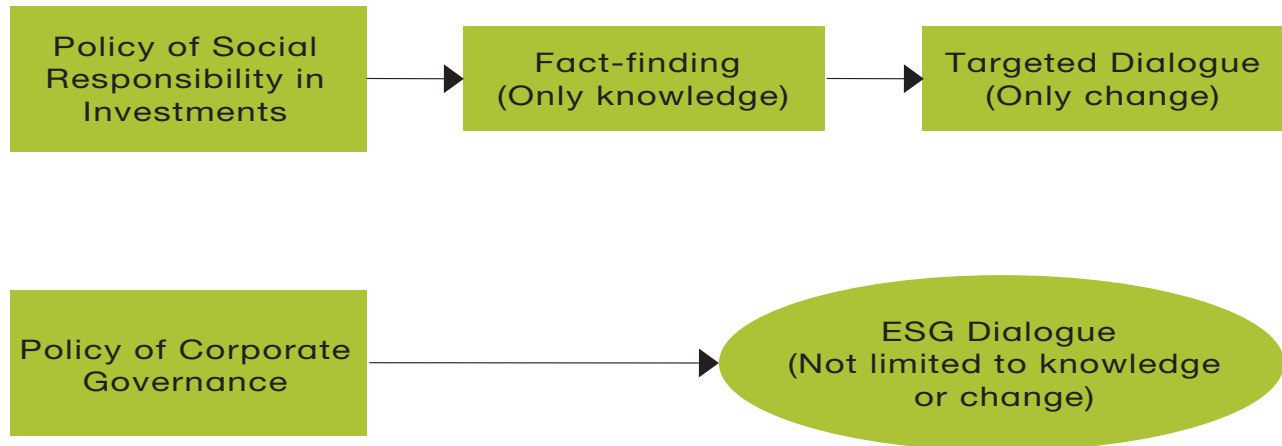 Policy of Social
Responsibility in
Investments
Fact-finding
(Only knowledge)
Targeted Dialogue
(Only change)
Policy of Corporate
Governance
ESG Dialogue
(Not limited to knowledge
or change)